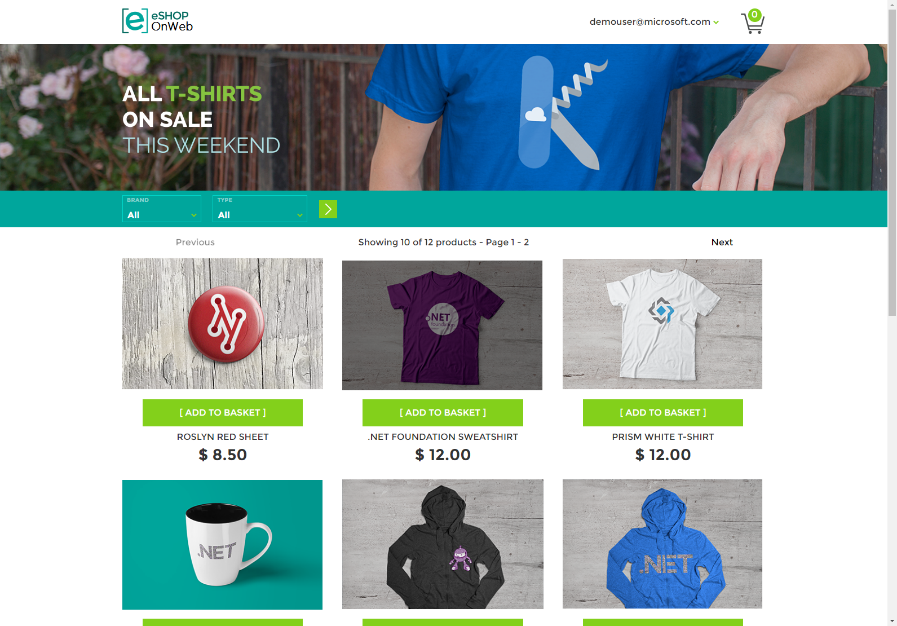 [e] eSHOP
OnWeb
demouser@microsoft.com
0
ALL T-SHIRTS
ON SALE
THIS WEEKEND
BRAND
All
TYPE
All
Previous
Showing 10 of 12 products - Page 1 - 2
Next
.NET
[ ADD TO BASKET ]
[ ADD TO BASKET ]
[ ADD TO BASKET ]
ROSLYN RED SHEET
.NET FOUNDATION SWEATSHIRT
PRISM WHITE T-SHIRT
$ 8.50
$ 12.00
$ 12.00
.NET
.NET